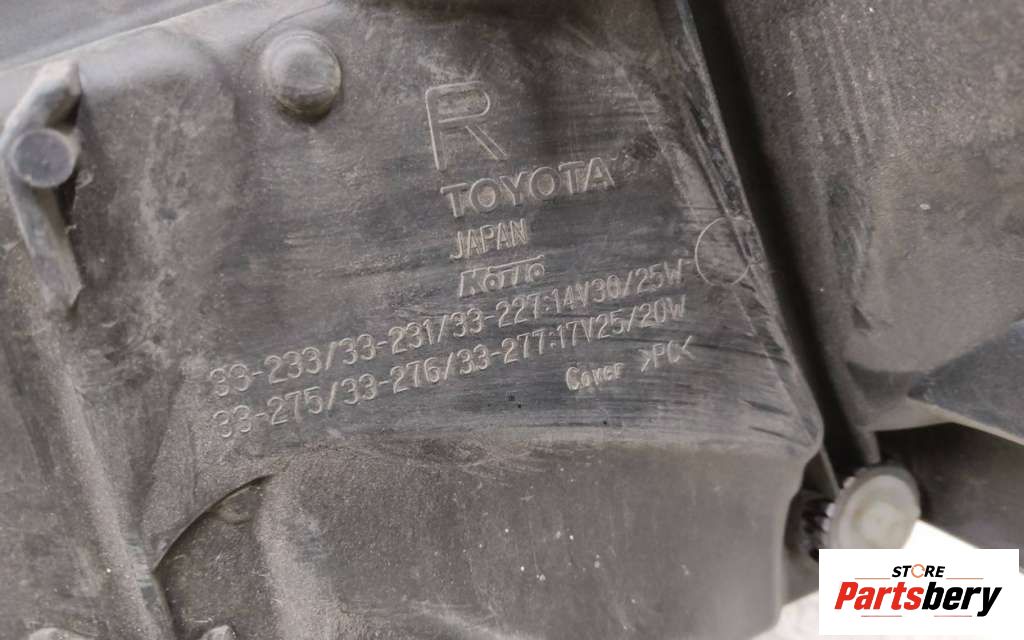 R
TOYOTA
JAPAN
KOITO
33-233/33-231/33-227:14V30/25W
33-275/33-276/33-277:17V25/20W
Cover >PC<
STORE
Partsbery